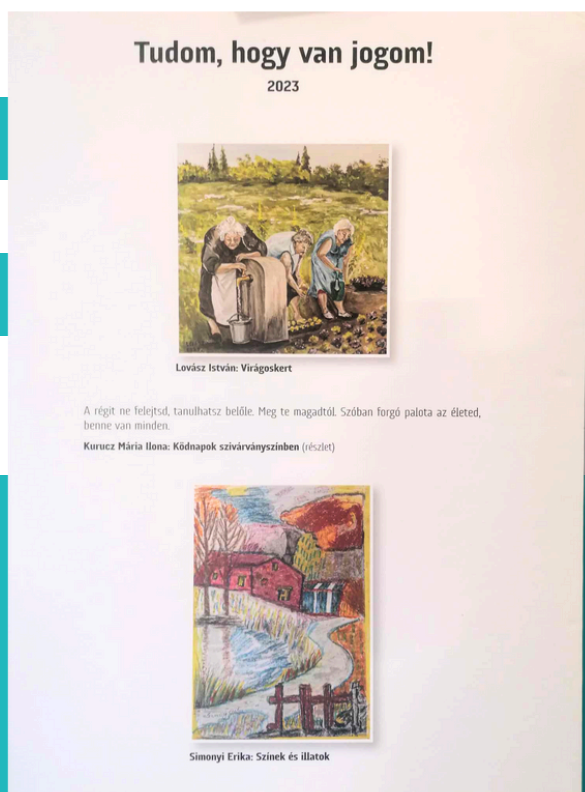 Tudom, hogy van jogom!
2023
Lovász István: Virágoskert
A régit ne felejtsd, tanulhatsz belőle. Meg te magadtól. Szóban forgó palota az életed,
benne van minden.
Kurucz Mária Ilona: Ködnapok szivárványszínben (részlet)
Simonyi Erika: Színek és illatok